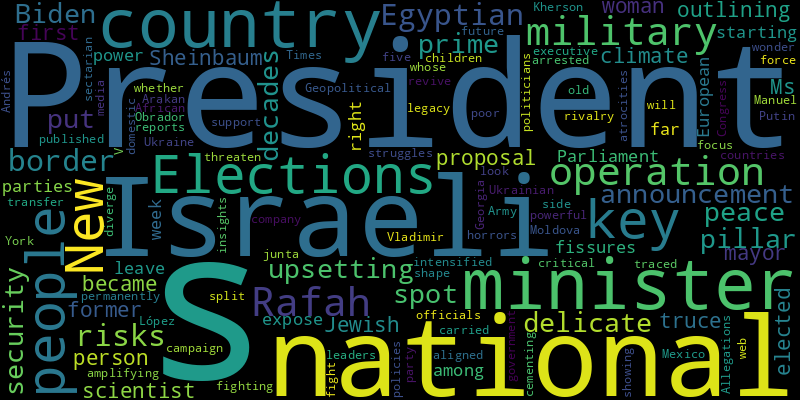 Biden
country
Egyptian
woman
outlining
Kherson
first
power
Sheinbaum
Times
prime
military
future
executive
starting
President
five
children
arrested
climate
wonder
force
Andrés
sectarian
media
whether
Arakan
African
Obrador
reports
domestic
decades
Geopolitical
whose
revive
politicians
old
atrocities
European
Congress
Ms
Manuel
will
Putin
put
published
Ukraine
V
support
right
legacy
poor
rivalry
far
focus
countries
border
threaten
struggles
proposal
Parliament
Elections
operation
parties
transfer
New
Israeli
look
Georgia
Ukrainian
side
announcement
people
diverge
week
insights
company
Vladimir
Army
powerful
horrors
Moldova
key
peace
York
fissures
pillar
mayor
junta
leave
upsetting
intensified
shape
critical
traced
minister
security
became
permanently
S
split
Rafah
spot
former
López
expose
Jewish
officials
carried
delicate
truce
risks
national
person
campaign
leaders
policies
party
aligned
government
cementing
Mexico
showing
Allegations
web
elected
amplifying
among
scientist
fighting
fight